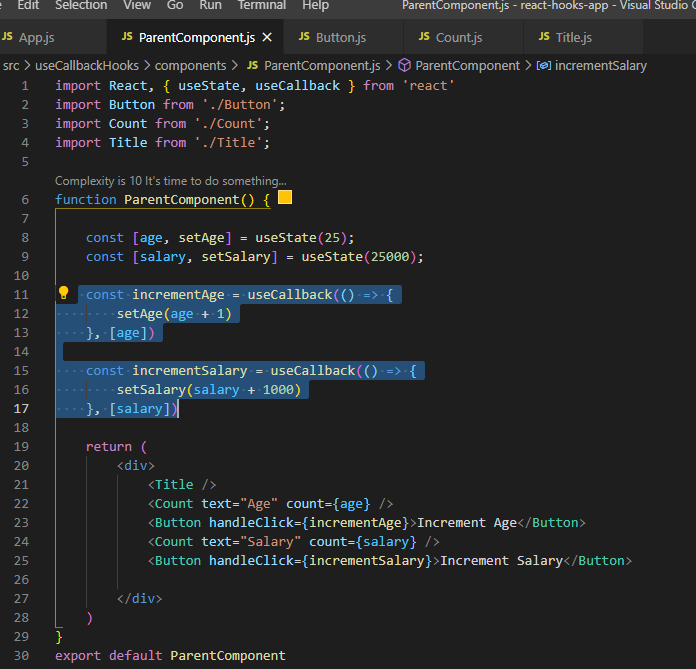 Edit Selection View Go Run Terminal Help ParentComponent.js - react-hooks-app - Visual Studio
JS App.js JS ParentComponent.js × JS Button.js JS Count.js JS Title.js
src > useCallbackHooks > components > JS ParentComponent.js > ParentComponent > incrementSalary
1 import React, { useState, useCallback } from 'react'
2 import Button from './Button';
3 import Count from './Count';
4 import Title from './Title';
5
Complexity is 10 It's time to do something...
6 function ParentComponent() {
7
8 const [age, setAge] = useState(25);
9 const [salary, setSalary] = useState(25000);
10
11 const incrementAge = useCallback(() => {
12 setAge(age + 1)
13 }, [age])
14
15 const incrementSalary = useCallback(() => {
16 setSalary(salary + 1000)
17 }, [salary])
18
19 return (
20 <div>
21 <Title />
22 <Count text="Age" count={age} />
23 <Button handleClick={incrementAge}>Increment Age</Button>
24 <Count text="Salary" count={salary} />
25 <Button handleClick={incrementSalary}>Increment Salary</Button>
26
27 </div>
28 )
29 }
30 export default ParentComponent